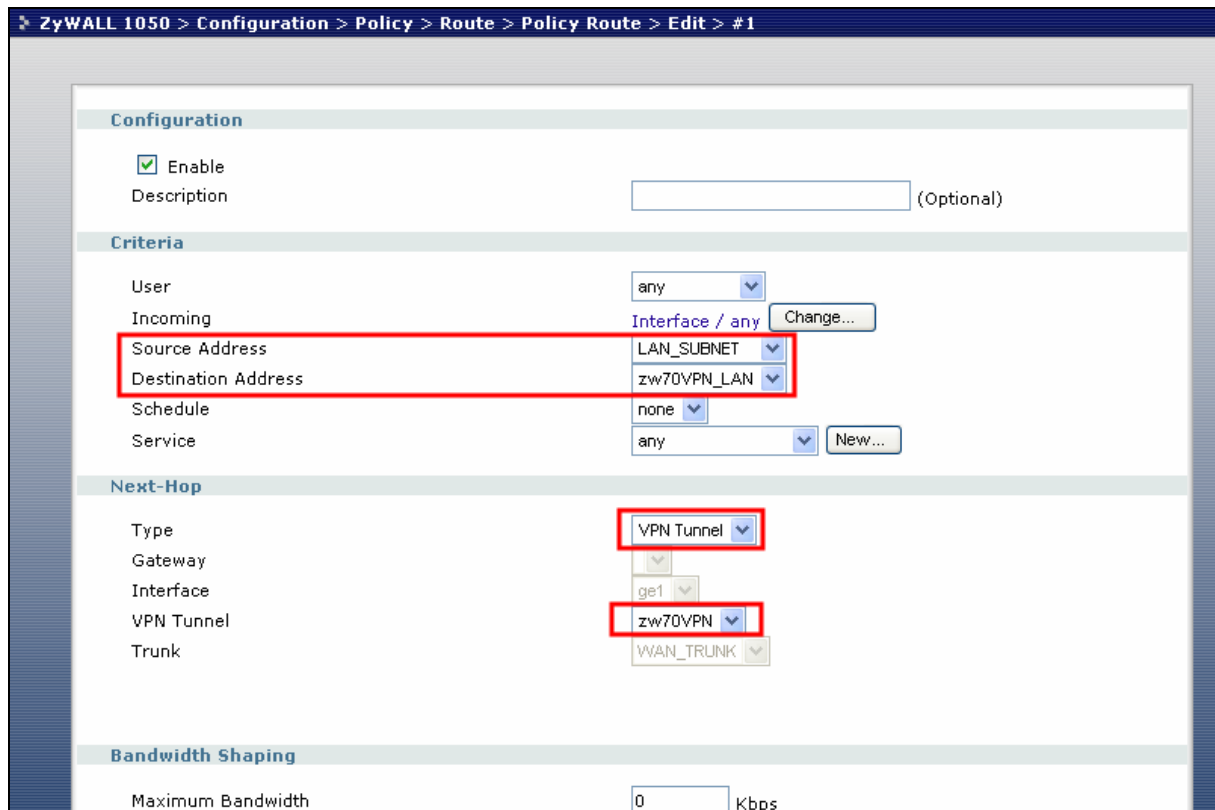 ZyWALL 1050 > Configuration > Policy > Route > Policy Route > Edit > #1
Configuration
Enable
Description (Optional)
Criteria
User any
Incoming Interface / any Change...
Source Address LAN_SUBNET
Destination Address zw70VPN_LAN
Schedule none
Service any New...
Next-Hop
Type VPN Tunnel
Gateway
Interface ge1
VPN Tunnel zw70VPN
Trunk WAN_TRUNK
Bandwidth Shaping
Maximum Bandwidth 0 Kbps